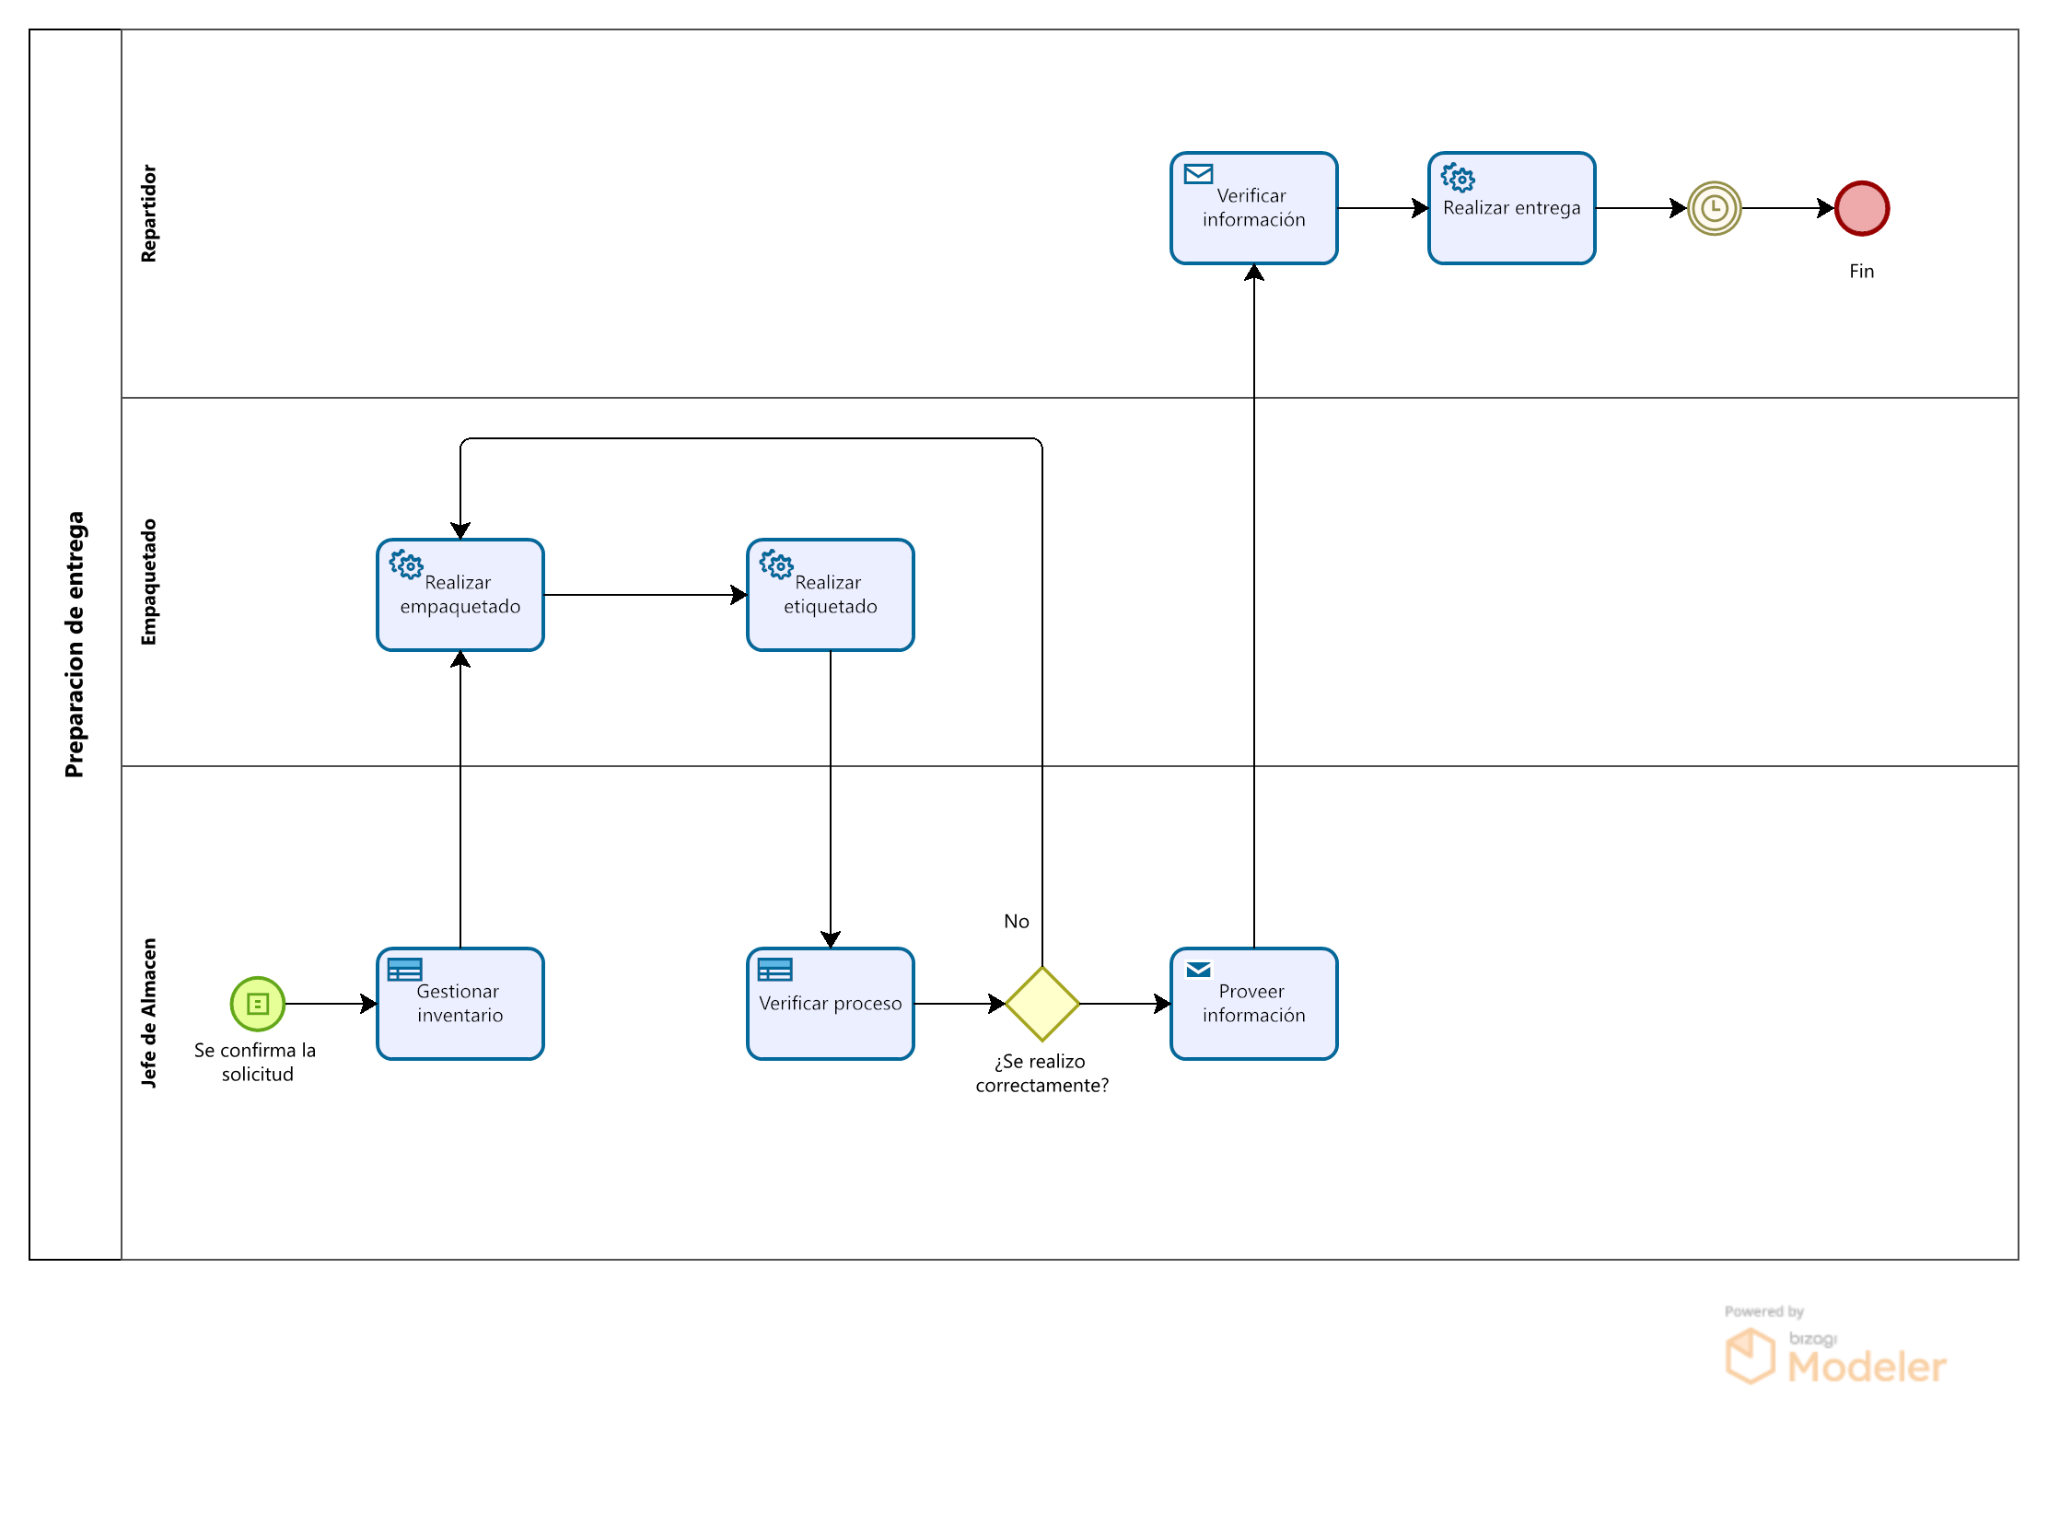 Preparacion de entrega
Repartidor
Verificar
información
Realizar entrega
Fin
Empaquetado
Realizar
empaquetado
Realizar
etiquetado
Jefe de Almacen
Se confirma la
solicitud
Gestionar
inventario
Verificar proceso
No
¿Se realizo
correctamente?
Proveer
información
Powered by
bizagi
Modeler